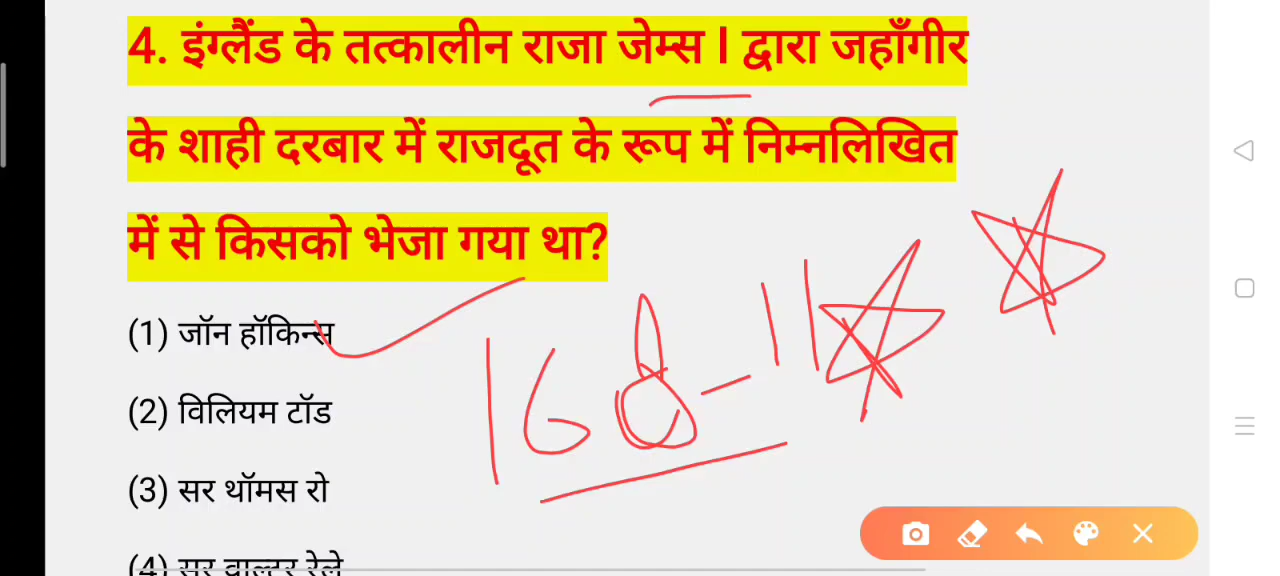 4. इंग्लैंड के तत्कालीन राजा जेम्स I द्वारा जहाँगीर
के शाही दरबार में राजदूत के रूप में निम्नलिखित
में से किसको भेजा गया था?
(1) जॉन हॉकिन्स
(2) विलियम टॉड
(3) सर थॉमस रो
(4) सर वाल्टर रेले
1608-11